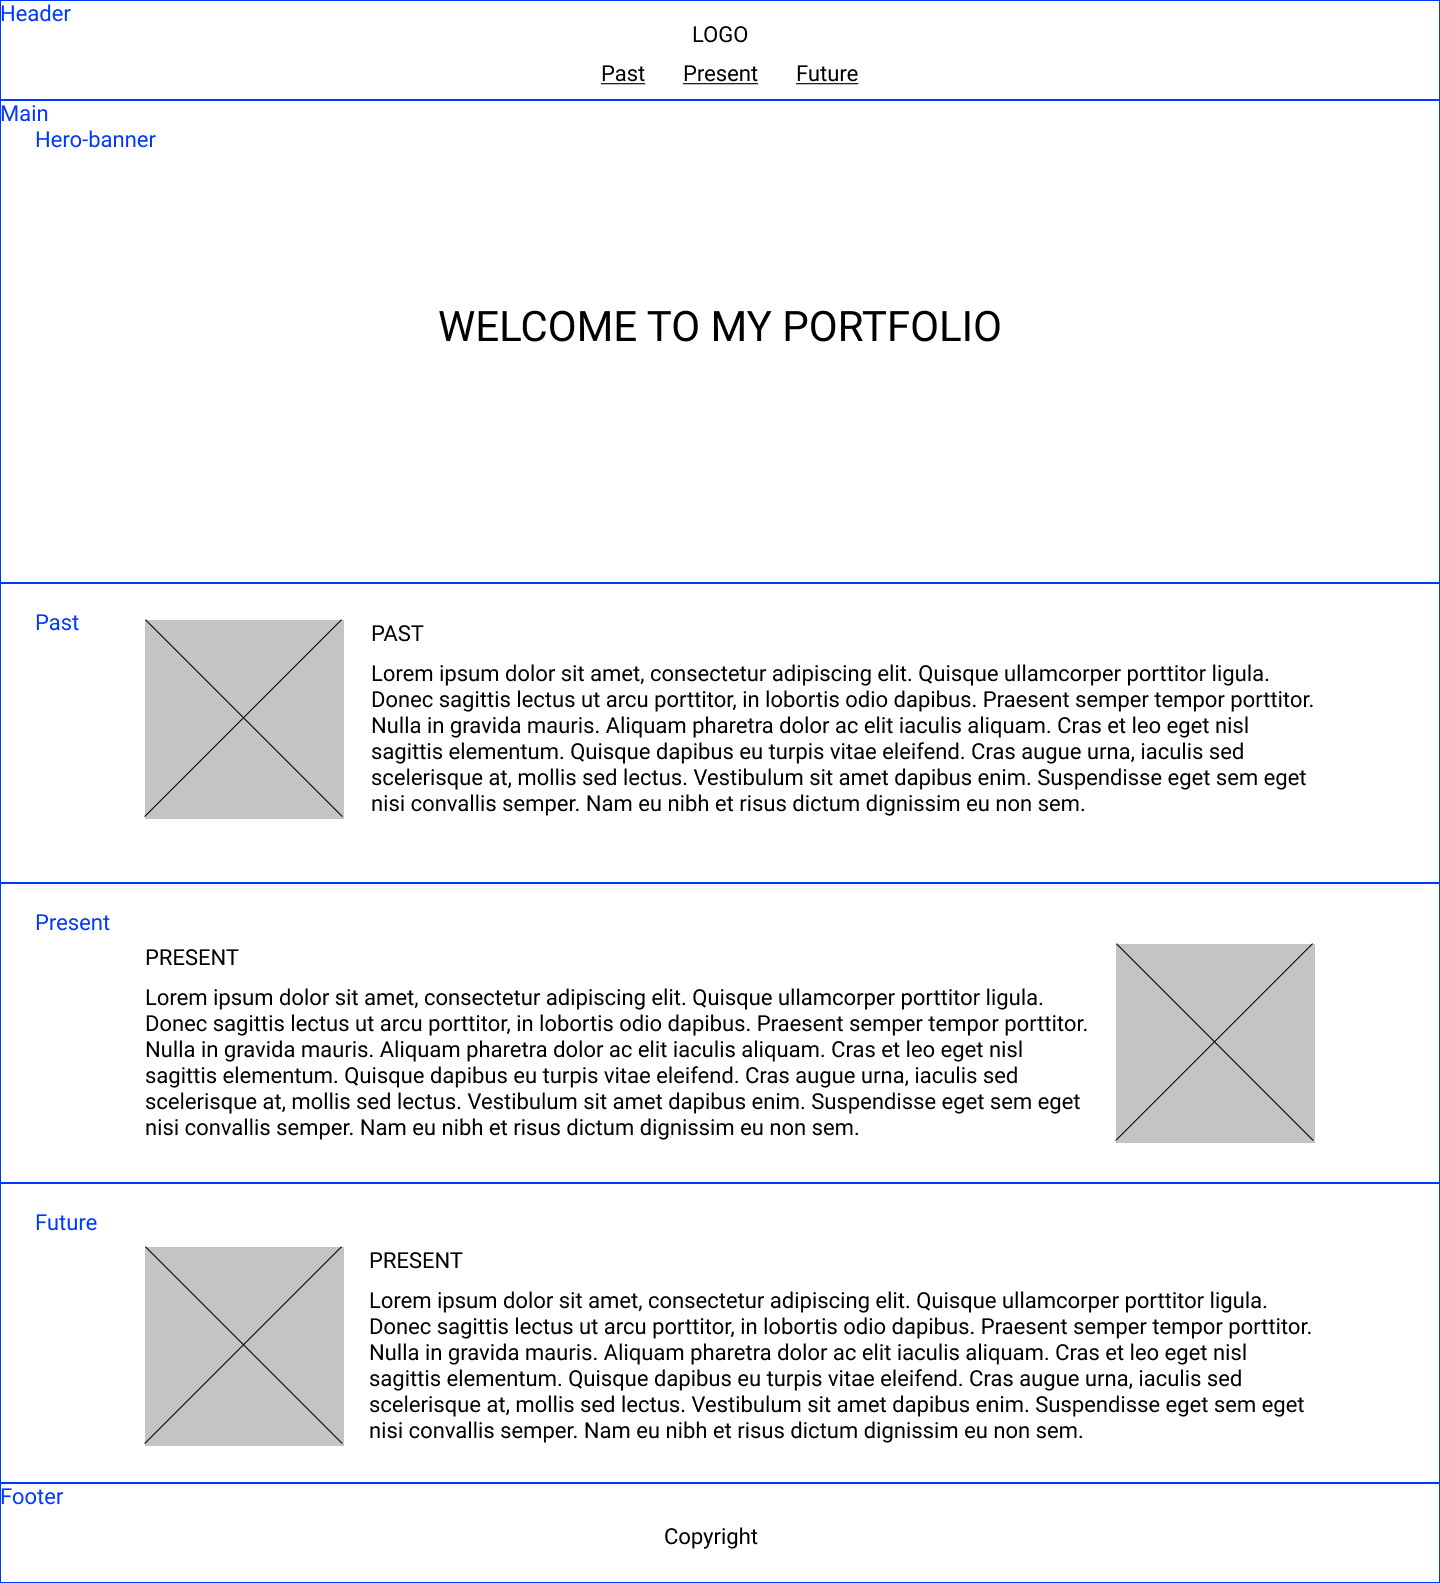 Header
LOGO
Past Present Future
Main
Hero-banner
WELCOME TO MY PORTFOLIO
Past
PAST
Lorem ipsum dolor sit amet, consectetur adipiscing elit. Quisque ullamcorper porttitor ligula.
Donec sagittis lectus ut arcu porttitor, in lobortis odio dapibus. Praesent semper tempor porttitor.
Nulla in gravida mauris. Aliquam pharetra dolor ac elit iaculis aliquam. Cras et leo eget nisl
sagittis elementum. Quisque dapibus eu turpis vitae eleifend. Cras augue urna, iaculis sed
scelerisque at, mollis sed lectus. Vestibulum sit amet dapibus enim. Suspendisse eget sem eget
nisi convallis semper. Nam eu nibh et risus dictum dignissim eu non sem.
Present
PRESENT
Lorem ipsum dolor sit amet, consectetur adipiscing elit. Quisque ullamcorper porttitor ligula.
Donec sagittis lectus ut arcu porttitor, in lobortis odio dapibus. Praesent semper tempor porttitor.
Nulla in gravida mauris. Aliquam pharetra dolor ac elit iaculis aliquam. Cras et leo eget nisl
sagittis elementum. Quisque dapibus eu turpis vitae eleifend. Cras augue urna, iaculis sed
scelerisque at, mollis sed lectus. Vestibulum sit amet dapibus enim. Suspendisse eget sem eget
nisi convallis semper. Nam eu nibh et risus dictum dignissim eu non sem.
Future
PRESENT
Lorem ipsum dolor sit amet, consectetur adipiscing elit. Quisque ullamcorper porttitor ligula.
Donec sagittis lectus ut arcu porttitor, in lobortis odio dapibus. Praesent semper tempor porttitor.
Nulla in gravida mauris. Aliquam pharetra dolor ac elit iaculis aliquam. Cras et leo eget nisl
sagittis elementum. Quisque dapibus eu turpis vitae eleifend. Cras augue urna, iaculis sed
scelerisque at, mollis sed lectus. Vestibulum sit amet dapibus enim. Suspendisse eget sem eget
nisi convallis semper. Nam eu nibh et risus dictum dignissim eu non sem.
Footer
Copyright